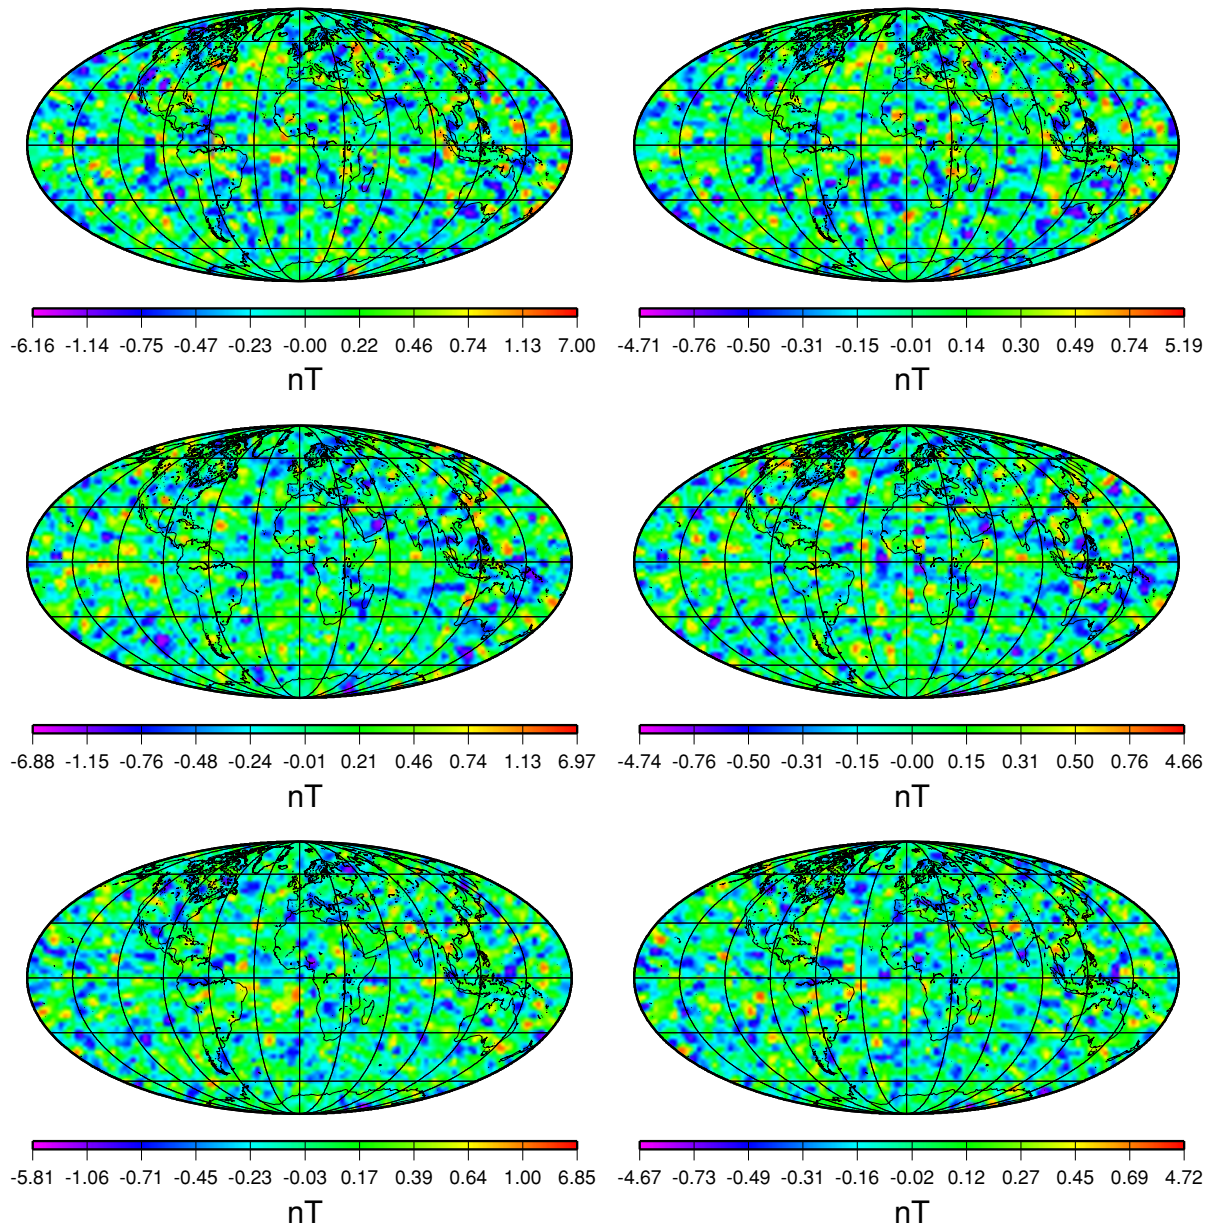 -6.16 -1.14 -0.75 -0.47 -0.23 -0.00 0.22 0.46 0.74 1.13 7.00
nT
-4.71 -0.76 -0.50 -0.31 -0.15 -0.01 0.14 0.30 0.49 0.74 5.19
nT
-6.88 -1.15 -0.76 -0.48 -0.24 -0.01 0.21 0.46 0.74 1.13 6.97
nT
-4.74 -0.76 -0.50 -0.31 -0.15 -0.00 0.15 0.31 0.50 0.76 4.66
nT
-5.81 -1.06 -0.71 -0.45 -0.23 -0.03 0.17 0.39 0.64 1.00 6.85
nT
-4.67 -0.73 -0.49 -0.31 -0.16 -0.02 0.12 0.27 0.45 0.69 4.72
nT